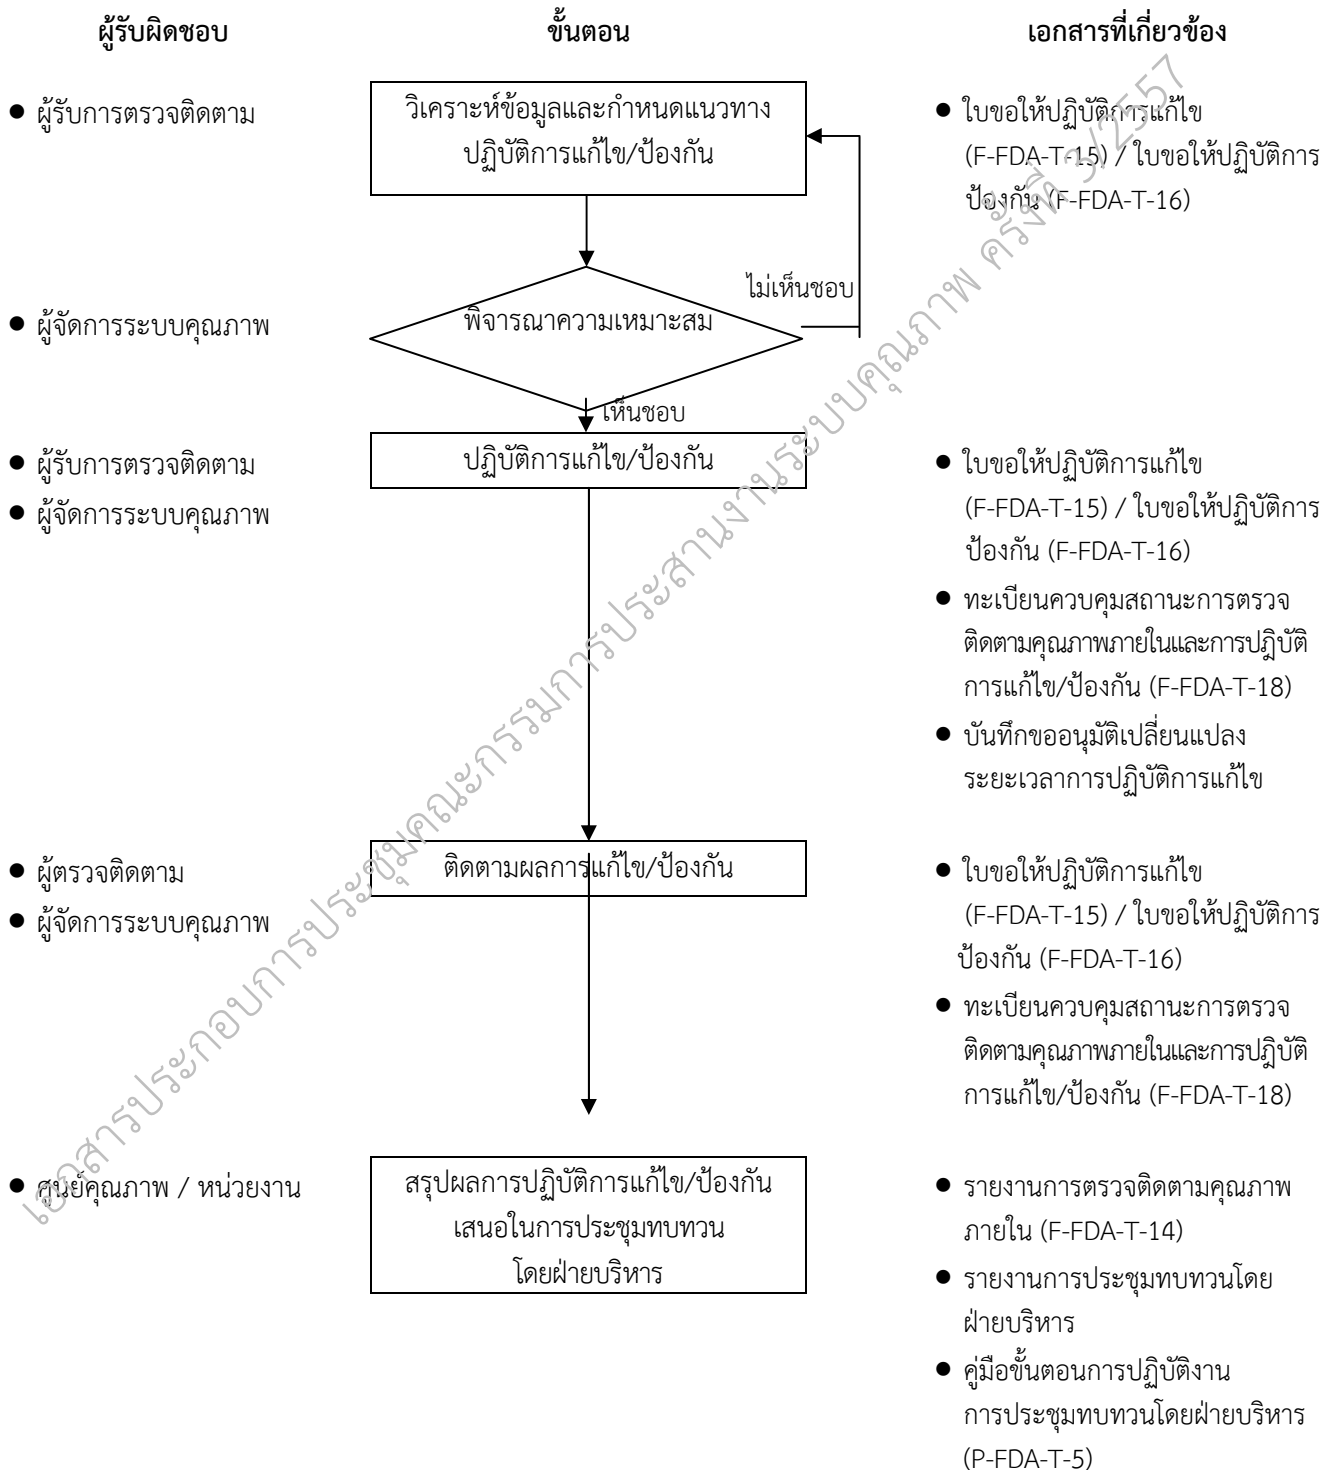 ผู้รับผิดชอบ
ขั้นตอน
เอกสารที่เกี่ยวข้อง
● ผู้รับการตรวจติดตาม
วิเคราะห์ข้อมูลและกำหนดแนวทาง
ปฏิบัติการแก้ไข/ป้องกัน
● ใบขอให้ปฏิบัติการแก้ไข
(F-FDA-T-15) / ใบขอให้ปฏิบัติการ
ป้องกัน (F-FDA-T-16)
ไม่เห็นชอบ
● ผู้จัดการระบบคุณภาพ
พิจารณาความเหมาะสม
เห็นชอบ
● ผู้รับการตรวจติดตาม
● ผู้จัดการระบบคุณภาพ
ปฏิบัติการแก้ไข/ป้องกัน
● ใบขอให้ปฏิบัติการแก้ไข
(F-FDA-T-15) / ใบขอให้ปฏิบัติการ
ป้องกัน (F-FDA-T-16)
● ทะเบียนควบคุมสถานะการตรวจ
ติดตามคุณภาพภายในและการปฏิบัติ
การแก้ไข/ป้องกัน (F-FDA-T-18)
● บันทึกขออนุมัติเปลี่ยนแปลง
ระยะเวลาการปฏิบัติการแก้ไข
● ผู้ตรวจติดตาม
● ผู้จัดการระบบคุณภาพ
ติดตามผลการแก้ไข/ป้องกัน
● ใบขอให้ปฏิบัติการแก้ไข
(F-FDA-T-15) / ใบขอให้ปฏิบัติการ
ป้องกัน (F-FDA-T-16)
● ทะเบียนควบคุมสถานะการตรวจ
ติดตามคุณภาพภายในและการปฏิบัติ
การแก้ไข/ป้องกัน (F-FDA-T-18)
● ศูนย์คุณภาพ / หน่วยงาน
สรุปผลการปฏิบัติการแก้ไข/ป้องกัน
เสนอในการประชุมทบทวน
โดยฝ่ายบริหาร
● รายงานการตรวจติดตามคุณภาพ
ภายใน (F-FDA-T-14)
● รายงานการประชุมทบทวนโดย
ฝ่ายบริหาร
● คู่มือขั้นตอนการปฏิบัติงาน
การประชุมทบทวนโดยฝ่ายบริหาร
(P-FDA-T-5)
เอกสารประกอบการประชุมคณะกรรมการประสานงานระบบคุณภาพ ครั้งที่ 3/2557